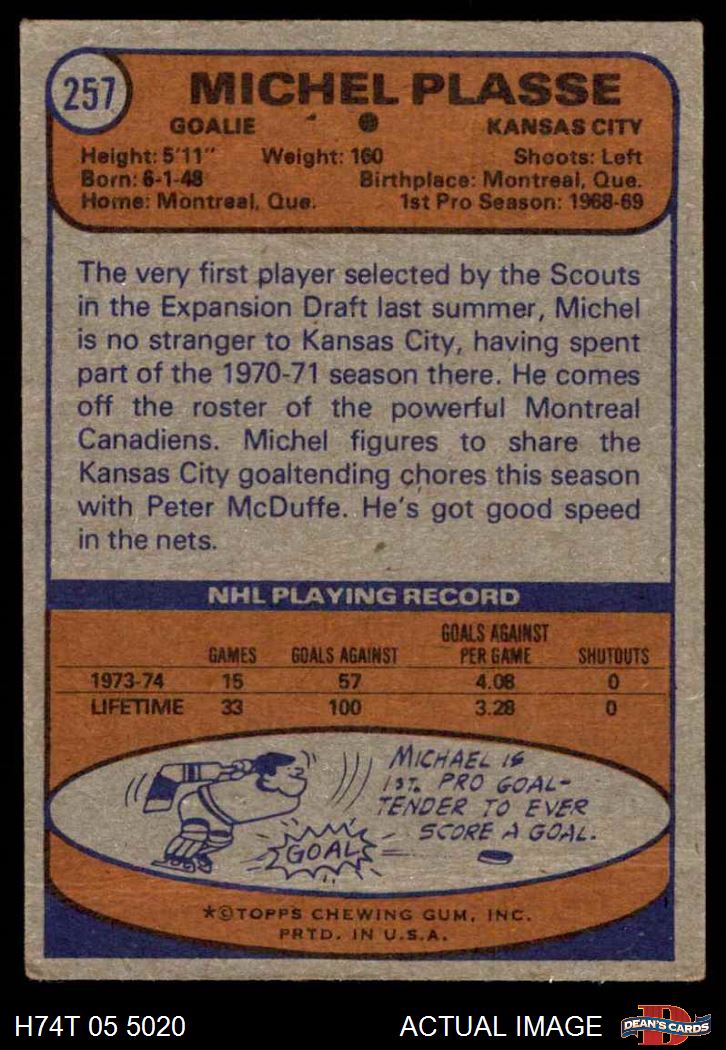 257
MICHEL PLASSE
GOALIE KANSAS CITY
Height: 5'11" Weight: 160 Shoots: Left
Born: 6-1-48 Birthplace: Montreal, Que.
Home: Montreal, Que. 1st Pro Season: 1968-69
The very first player selected by the Scouts
in the Expansion Draft last summer, Michel
is no stranger to Kansas City, having spent
part of the 1970-71 season there. He comes
off the roster of the powerful Montreal
Canadiens. Michel figures to share the
Kansas City goaltending chores this season
with Peter McDuffe. He's got good speed
in the nets.
NHL PLAYING RECORD
GAMES GOALS AGAINST GOALS AGAINST PER GAME SHUTOUTS
1973-74 15 57 4.08 0
LIFETIME 33 100 3.28 0
MICHAEL IS
1ST. PRO GOAL-
TENDER TO EVER
SCORE A GOAL.
GOAL
★©TOPPS CHEWING GUM, INC.
PRTD. IN U.S.A.
H74T 05 5020 ACTUAL IMAGE
D
DEAN'S CARDS